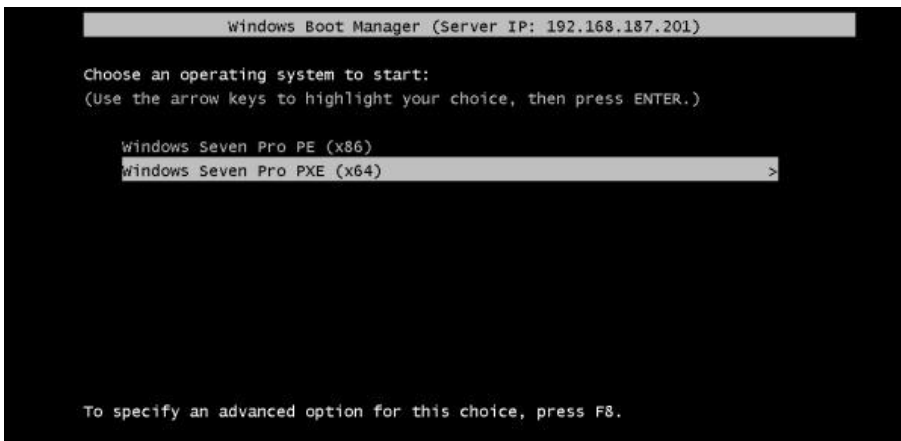 Windows Boot Manager (Server IP: 192.168.187.201)
Choose an operating system to start:
(Use the arrow keys to highlight your choice, then press ENTER.)
Windows Seven Pro PE (x86)
Windows Seven Pro PXE (x64) >
To specify an advanced option for this choice, press F8.